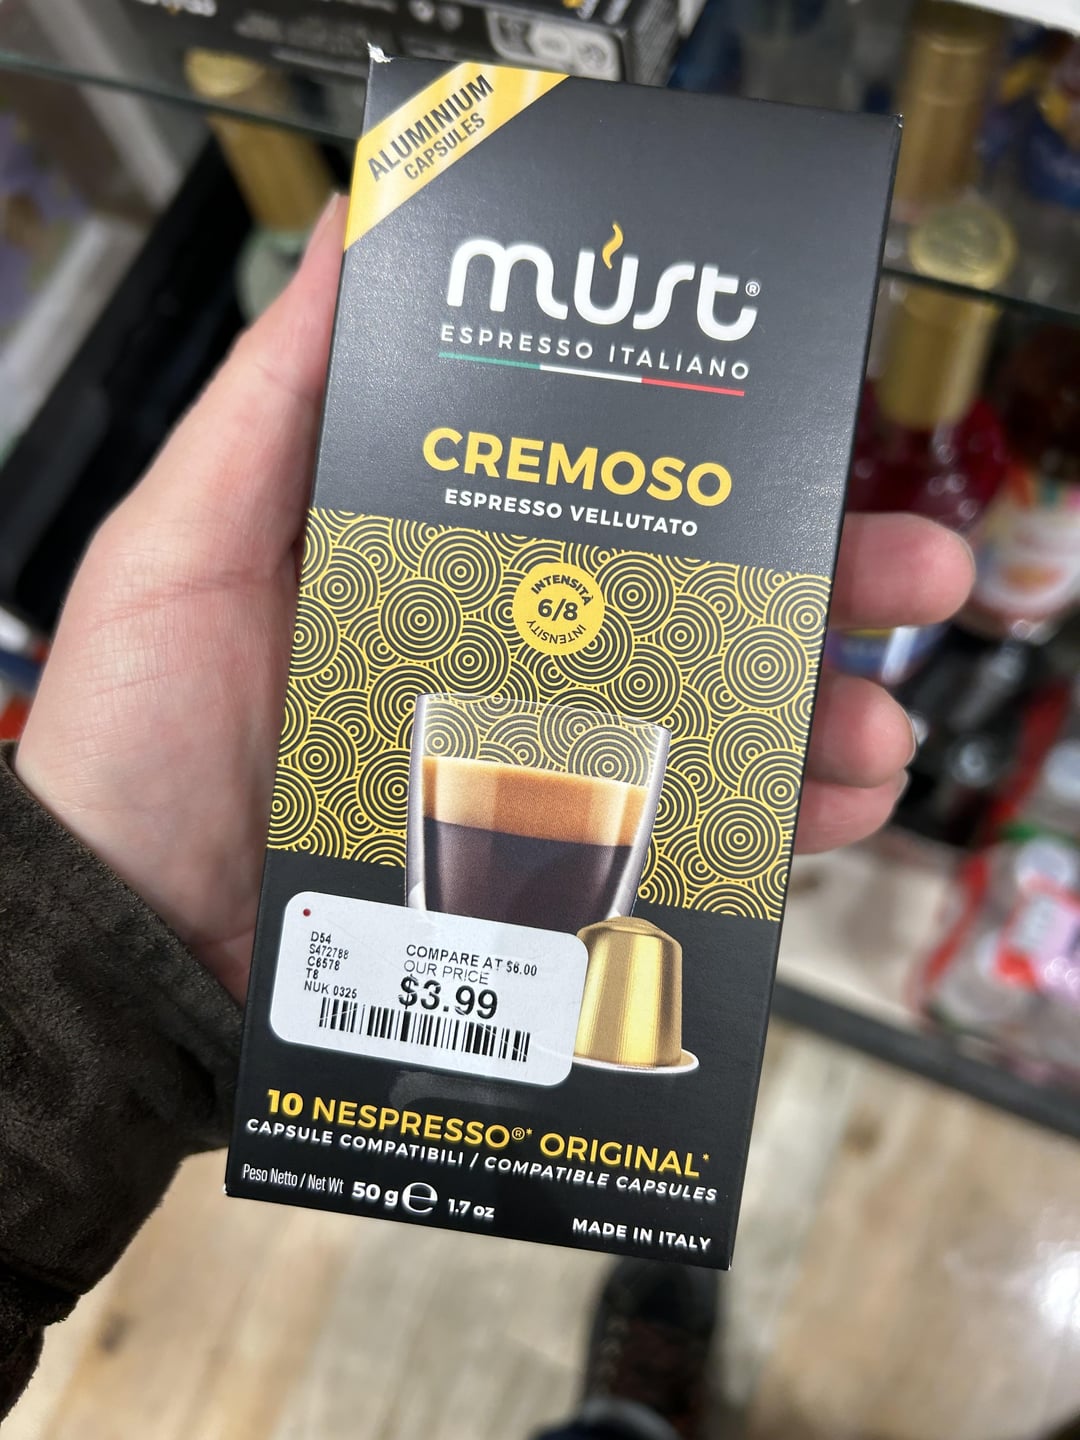 ALUMINIUM
CAPSULES
must®
ESPRESSO ITALIANO
CREMOSO
ESPRESSO VELLUTATO
INTENSITÀ
6/8
INTENSITY
D54
S472788
C6578
T8
NUK 0325
COMPARE AT $6.00
OUR PRICE
$3.99
10 NESPRESSO®* ORIGINAL*
CAPSULE COMPATIBILI / COMPATIBLE CAPSULES
Peso Netto / Net Wt 50 g ℮ 1.7 oz
MADE IN ITALY